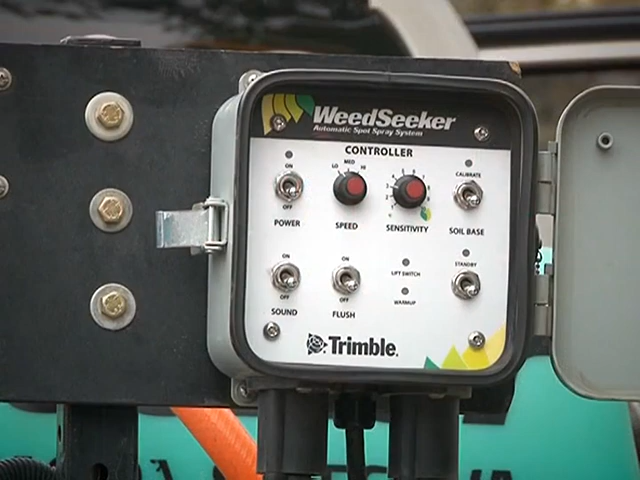 WeedSeeker
Automatic Spot Spray System
CONTROLLER
ON
OFF
POWER
LO MED HI
SPEED
SENSITIVITY
CALIBRATE
SOIL BASE
ON
OFF
SOUND
ON
OFF
FLUSH
LIFT SWITCH
WARMUP
STANDBY
Trimble.